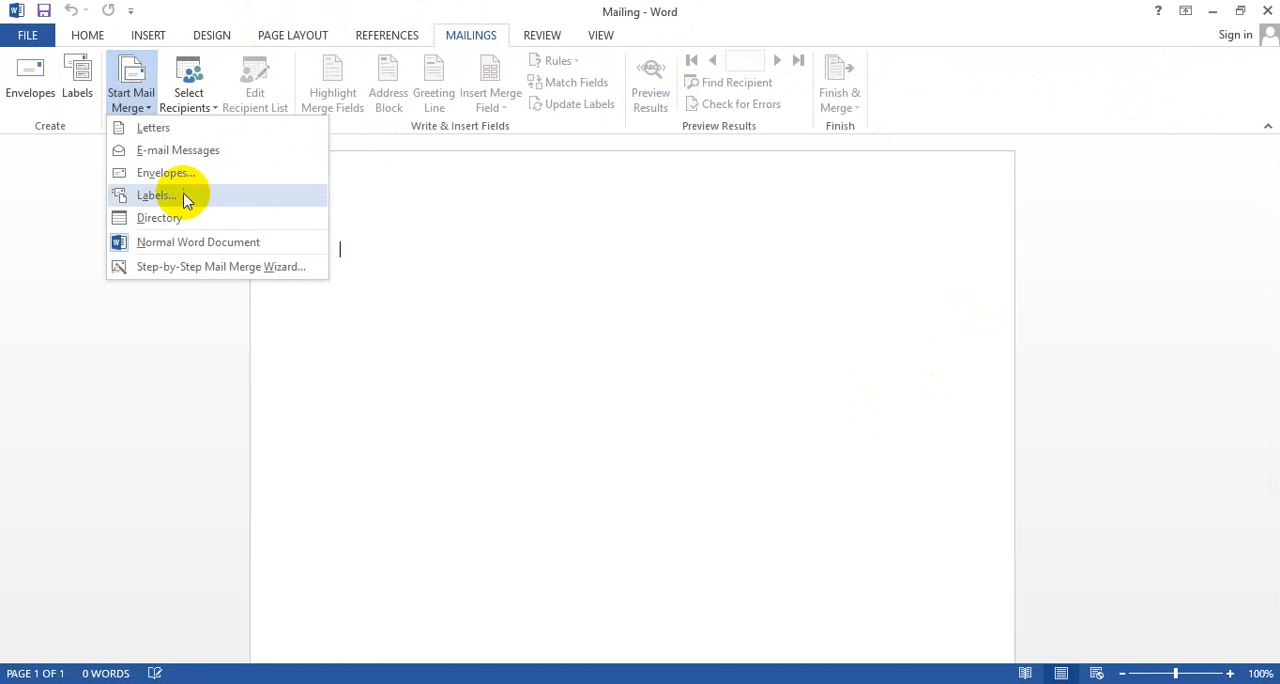 Mailing - Word
?
FILE HOME INSERT DESIGN PAGE LAYOUT REFERENCES MAILINGS REVIEW VIEW Sign in
Envelopes Labels Start Mail Merge Select Recipients Edit Recipient List Highlight Merge Fields Address Block Greeting Line Insert Merge Field Rules Match Fields Update Labels Preview Results Find Recipient Check for Errors Finish & Merge
Create Write & Insert Fields Preview Results Finish
Letters
E-mail Messages
Envelopes...
Labels...
Directory
Normal Word Document
Step-by-Step Mail Merge Wizard...
PAGE 1 OF 1 0 WORDS 100%